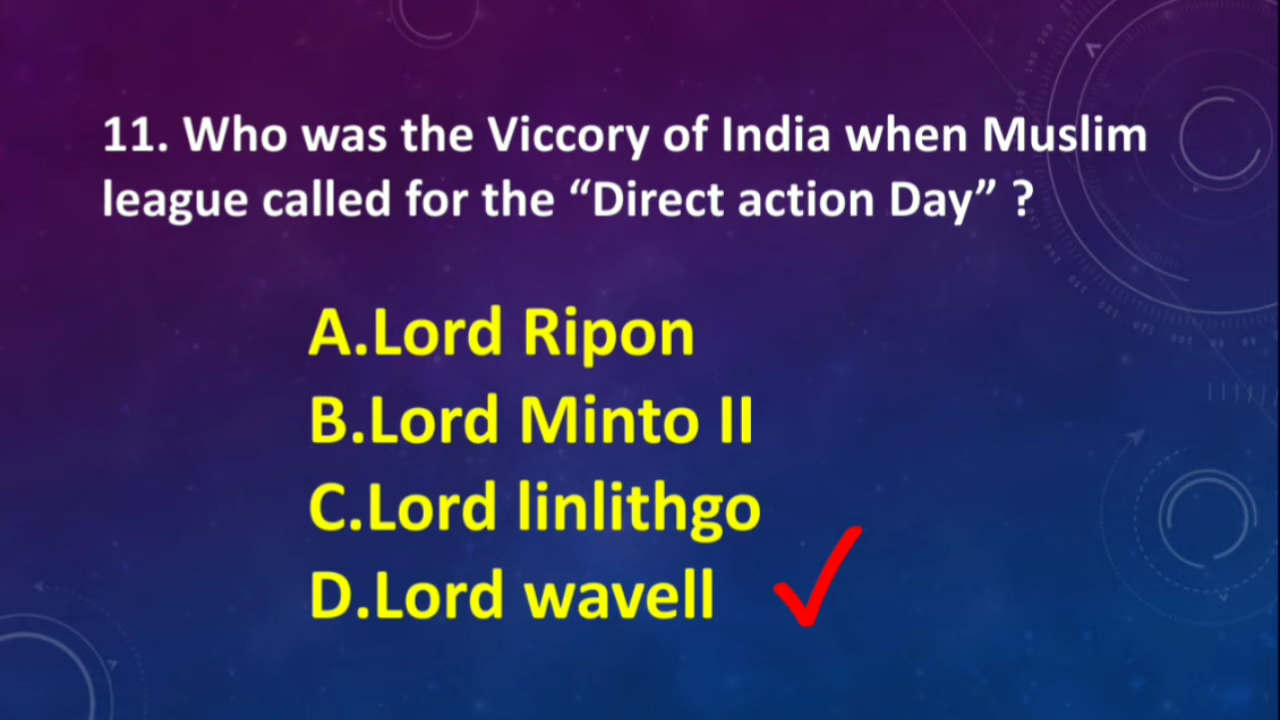 11. Who was the Viccory of India when Muslim
league called for the “Direct action Day” ?
A.Lord Ripon
B.Lord Minto II
C.Lord linlithgo
D.Lord wavell